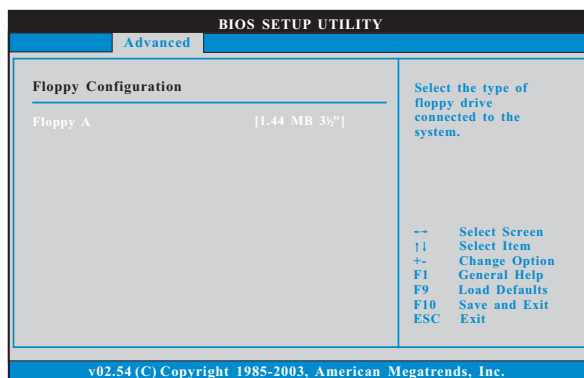 BIOS SETUP UTILITY
Advanced
Floppy Configuration
Floppy A [1.44 MB 3½"]
Select the type of
floppy drive
connected to the
system.
←→ Select Screen
↑↓ Select Item
+- Change Option
F1 General Help
F9 Load Defaults
F10 Save and Exit
ESC Exit
v02.54 (C) Copyright 1985-2003, American Megatrends, Inc.